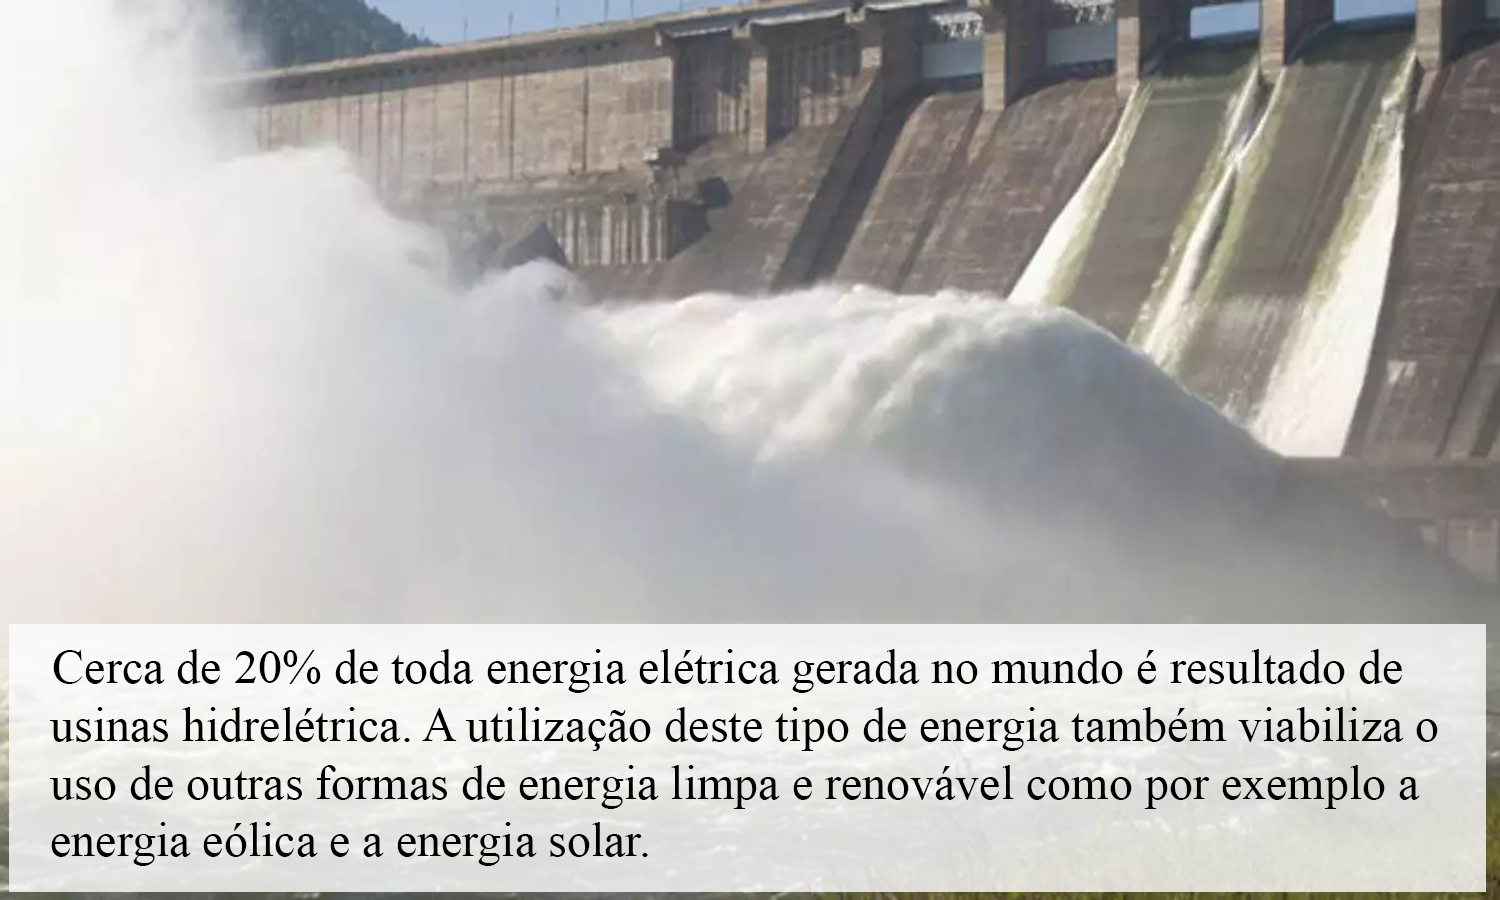 Cerca de 20% de toda energia elétrica gerada no mundo é resultado de
usinas hidrelétrica. A utilização deste tipo de energia também viabiliza o
uso de outras formas de energia limpa e renovável como por exemplo a
energia eólica e a energia solar.